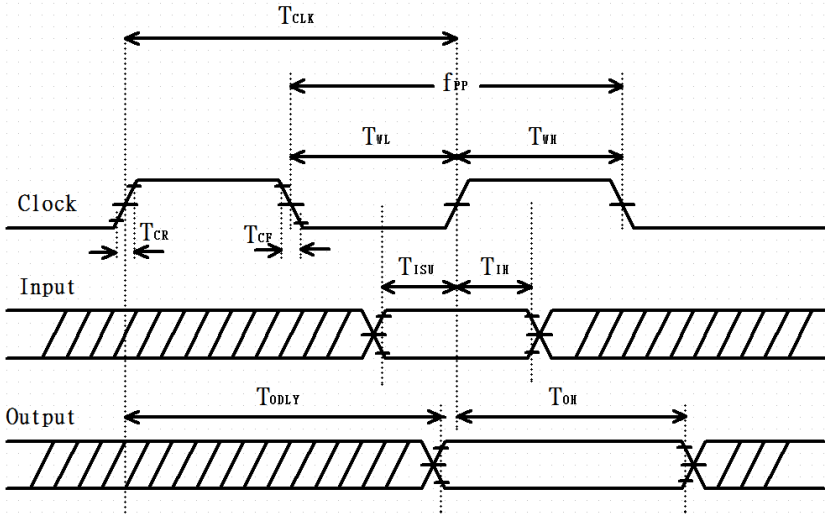 TCLK
fPP
TWL TWH
Clock
TCR TCF
TISU TIH
Input
TODLY TOH
Output